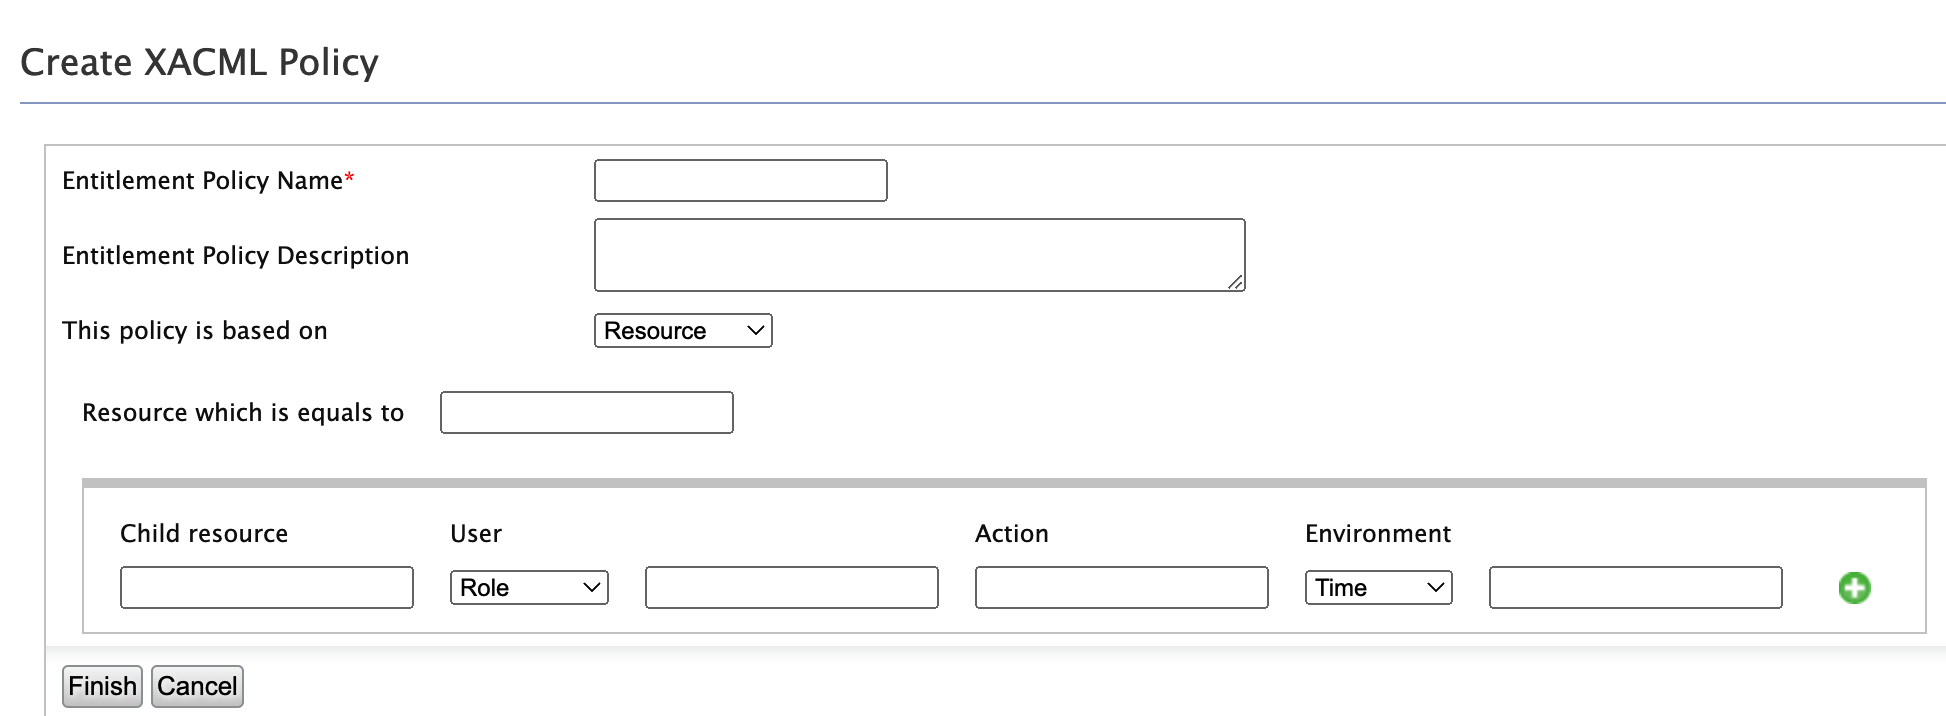 Create XACML Policy
Entitlement Policy Name*
Entitlement Policy Description
This policy is based on Resource
Resource which is equals to
Child resource User Action Environment
Role Time
Finish Cancel